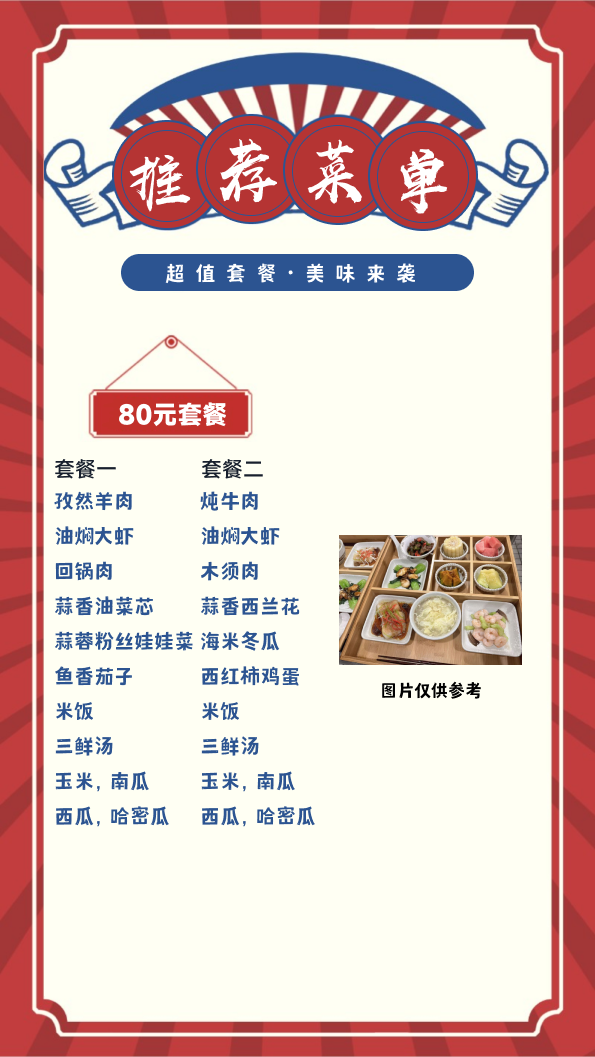 推荐菜单
超值套餐·美味来袭
80元套餐
套餐一
孜然羊肉
油焖大虾
回锅肉
蒜香油菜芯
蒜蓉粉丝娃娃菜
鱼香茄子
米饭
三鲜汤
玉米，南瓜
西瓜，哈密瓜
套餐二
炖牛肉
油焖大虾
木须肉
蒜香西兰花
海米冬瓜
西红柿鸡蛋
米饭
三鲜汤
玉米，南瓜
西瓜，哈密瓜
图片仅供参考